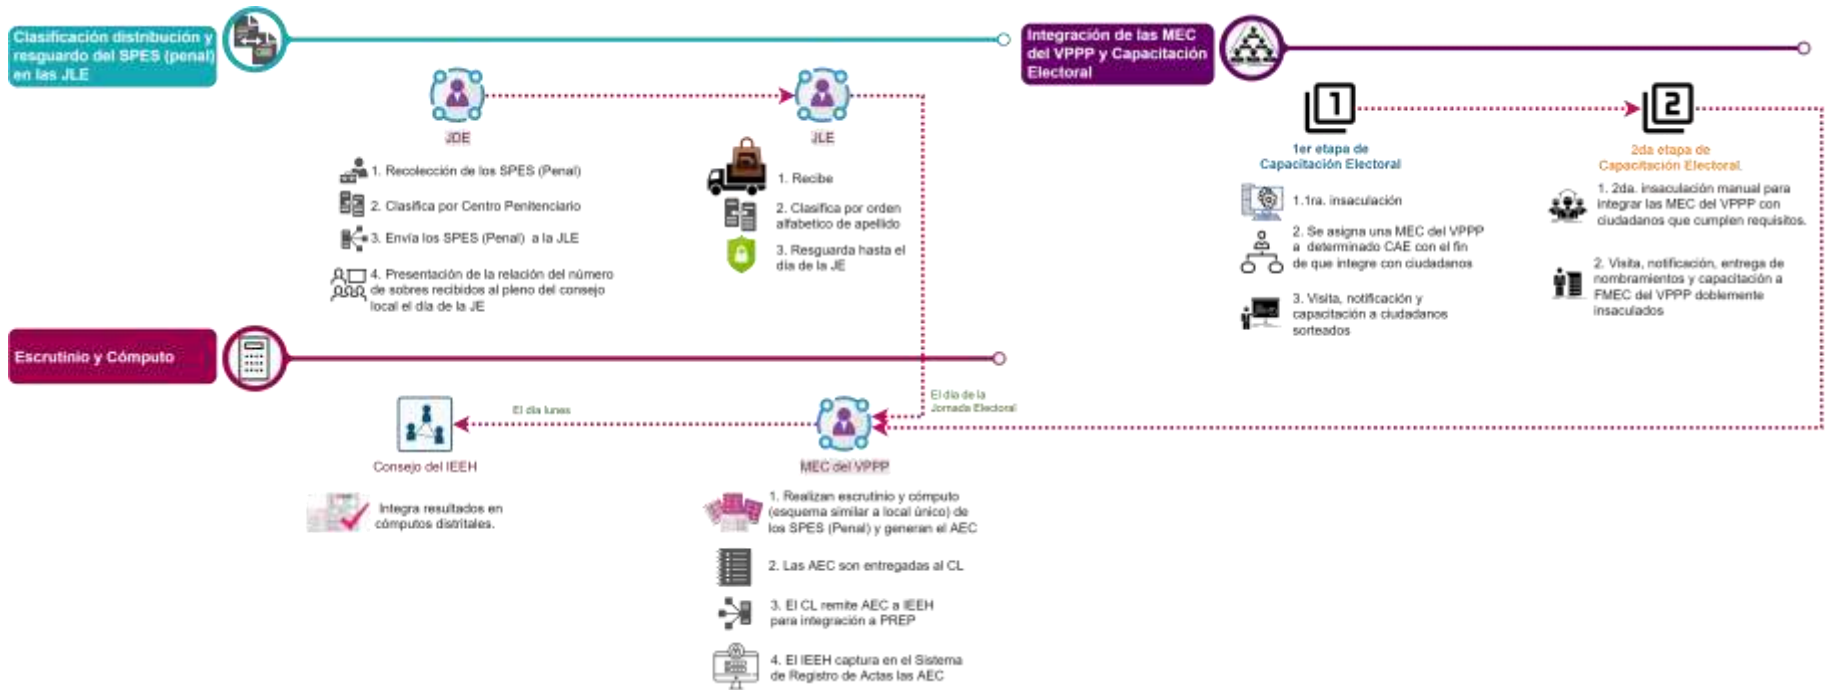 Clasificación distribución y
resguardo del SPES (penal)
en las JLE
JDE
1. Recolección de los SPES (Penal)
2. Clasifica por Centro Penitenciario
3. Envía los SPES (Penal) a la JLE
4. Presentación de la relación del número
de sobres recibidos al pleno del consejo
local el día de la JE
JLE
1. Recibe
2. Clasifica por orden
alfabetico de apellido
3. Resguarda hasta el
día de la JE
Integración de las MEC
del VPPP y Capacitación
Electoral
1
1er etapa de
Capacitación Electoral
1.1ra. insaculación
2. Se asigna una MEC del VPPP
a determinado CAE con el fin
de que integre con ciudadanos
3. Visita, notificación y
capacitación a ciudadanos
sorteados
2
2da etapa de
Capacitación Electoral.
1. 2da. insaculación manual para
integrar las MEC del VPPP con
ciudadanos que cumplen requisitos.
2. Visita, notificación, entrega de
nombramientos y capacitación a
FMEC del VPPP doblemente
insaculados
Escrutinio y Cómputo
El día de la
Jornada Electoral
El día lunes
Consejo del IEEH
Integra resultados en
cómputos distritales.
MEC del VPPP
1. Realizan escrutinio y cómputo
(esquema similar a local único) de
los SPES (Penal) y generan el AEC
2. Las AEC son entregadas al CL
3. El CL remite AEC a IEEH
para integración a PREP
4. El IEEH captura en el Sistema
de Registro de Actas las AEC